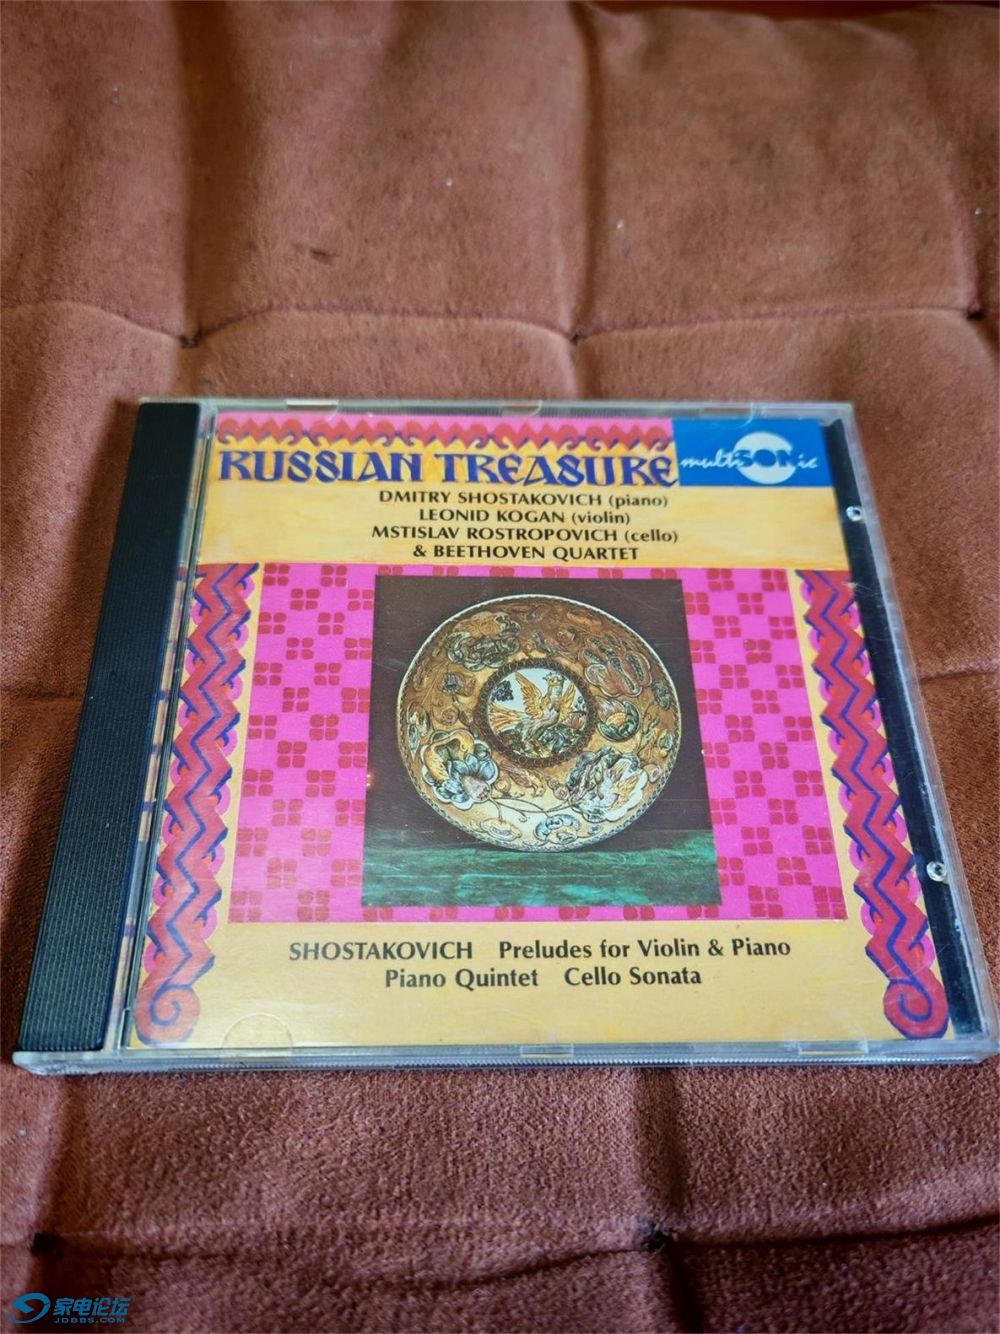 RUSSIAN TREASURE
multiSONic
DMITRY SHOSTAKOVICH (piano)
LEONID KOGAN (violin)
MSTISLAV ROSTROPOVICH (cello)
& BEETHOVEN QUARTET
SHOSTAKOVICH Preludes for Violin & Piano
Piano Quintet Cello Sonata
家电论坛
JDBBS.COM